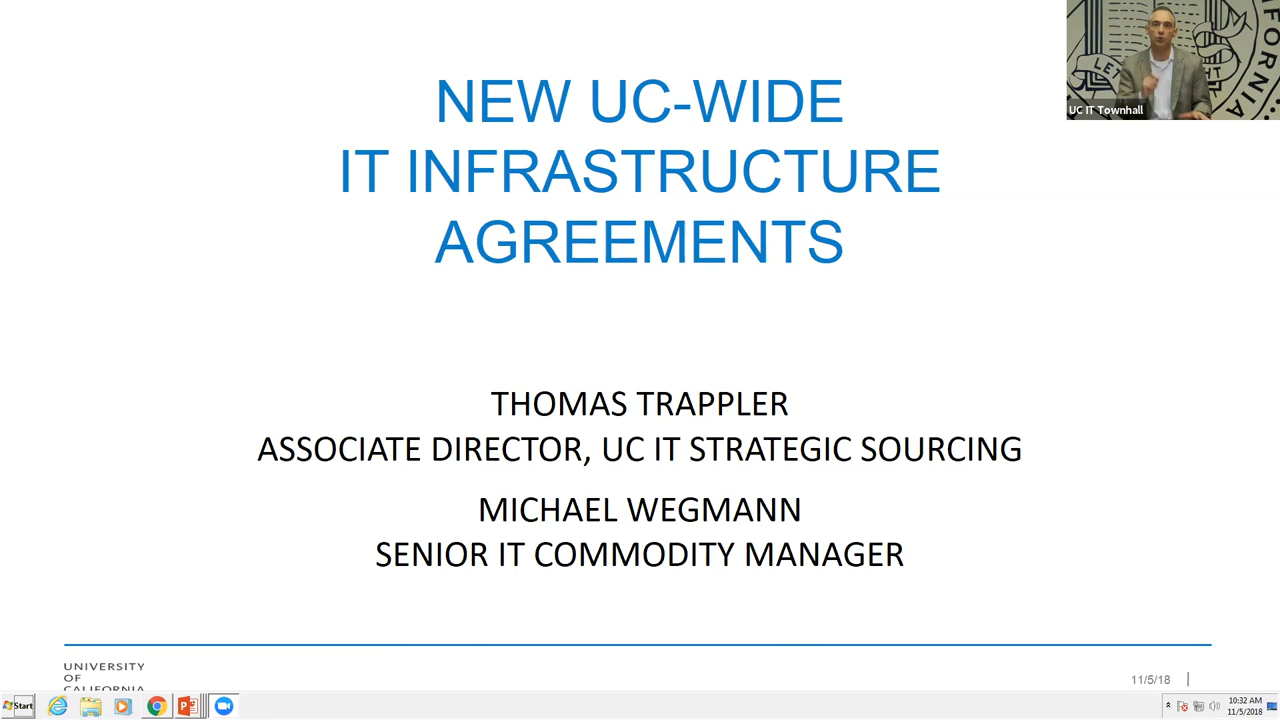 NEW UC-WIDE
IT INFRASTRUCTURE
AGREEMENTS
UC IT Townhall
THOMAS TRAPPLER
ASSOCIATE DIRECTOR, UC IT STRATEGIC SOURCING
MICHAEL WEGMANN
SENIOR IT COMMODITY MANAGER
UNIVERSITY
OF
CALIFORNIA
11/5/18
Start
10:32 AM
11/5/2018